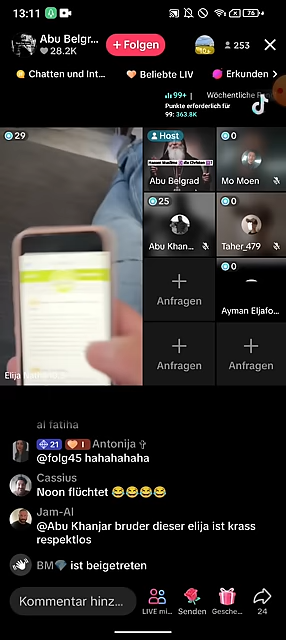 13:11
76
Abu Belgr...
28.2K
+ Folgen
253
Chatten und Int...
Beliebte LIV
Erkunden
99+
Wöchentliche
Punkte erforderlich für
99: 363.8K
29
Host
Abu Belgrad
0
Mo Moen
25
Abu Khan...
0
Taher_479
Anfragen
0
Ayman Eljafo...
Anfragen
Anfragen
Elija
al fatiha
21
I
Antonija ✞
@folg45 hahahahaha
Cassius
Noon flüchtet 😂😂😂😂
Jam-Al
@Abu Khanjar bruder dieser elija ist krass
respektlos
BM💎 ist beigetreten
Kommentar hinz...
LIVE mi...
Senden
Gesche...
24